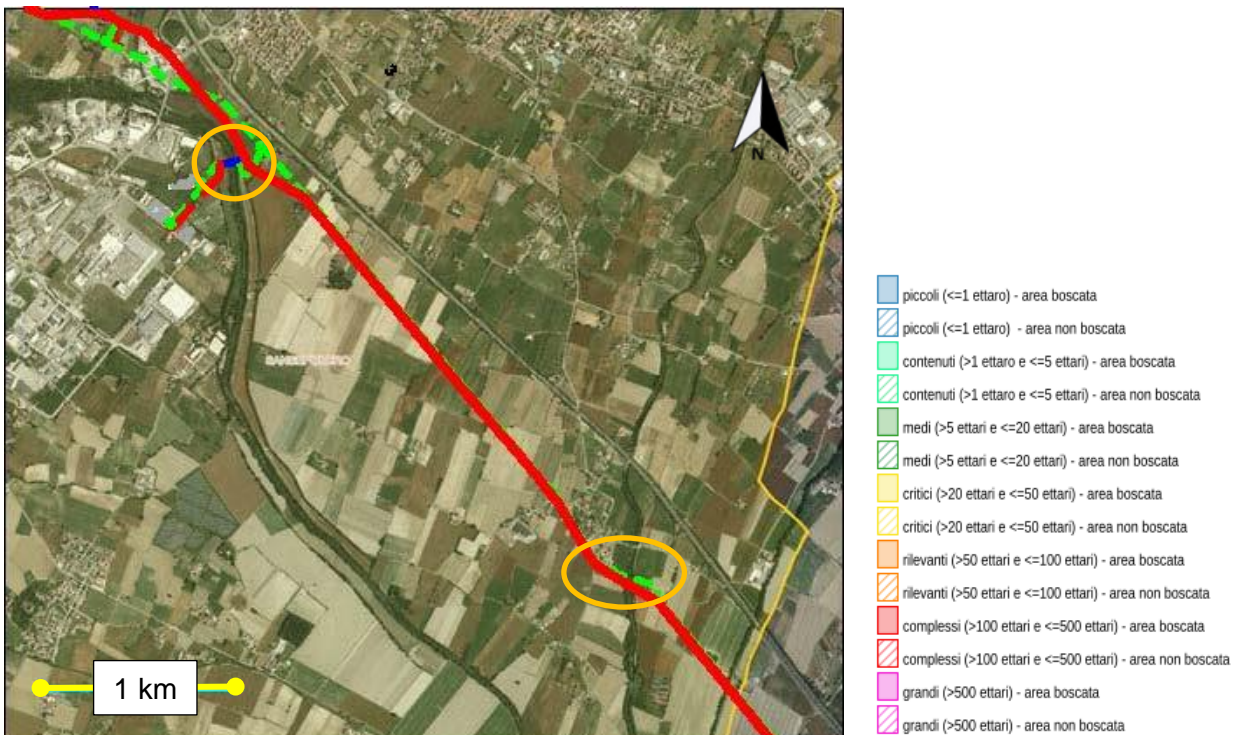 N
SANSEPOLCRO
1 km
piccoli (<=1 ettaro) - area boscata
piccoli (<=1 ettaro) - area non boscata
contenuti (>1 ettaro e <=5 ettari) - area boscata
contenuti (>1 ettaro e <=5 ettari) - area non boscata
medi (>5 ettari e <=20 ettari) - area boscata
medi (>5 ettari e <=20 ettari) - area non boscata
critici (>20 ettari e <=50 ettari) - area boscata
critici (>20 ettari e <=50 ettari) - area non boscata
rilevanti (>50 ettari e <=100 ettari) - area boscata
rilevanti (>50 ettari e <=100 ettari) - area non boscata
complessi (>100 ettari e <=500 ettari) - area boscata
complessi (>100 ettari e <=500 ettari) - area non boscata
grandi (>500 ettari) - area boscata
grandi (>500 ettari) - area non boscata